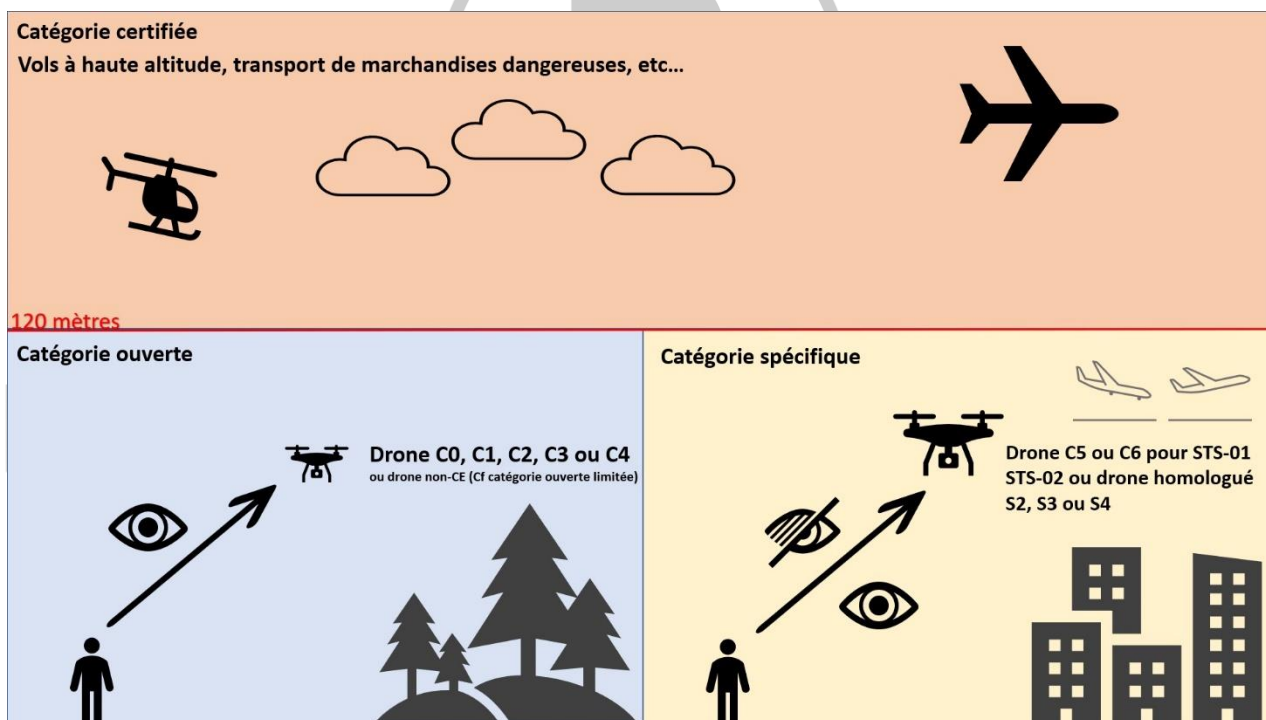 Catégorie certifiée
Vols à haute altitude, transport de marchandises dangereuses, etc...
120 mètres
Catégorie ouverte
Drone C0, C1, C2, C3 ou C4
ou drone non-CE (Cf catégorie ouverte limitée)
Catégorie spécifique
Drone C5 ou C6 pour STS-01
STS-02 ou drone homologué
S2, S3 ou S4